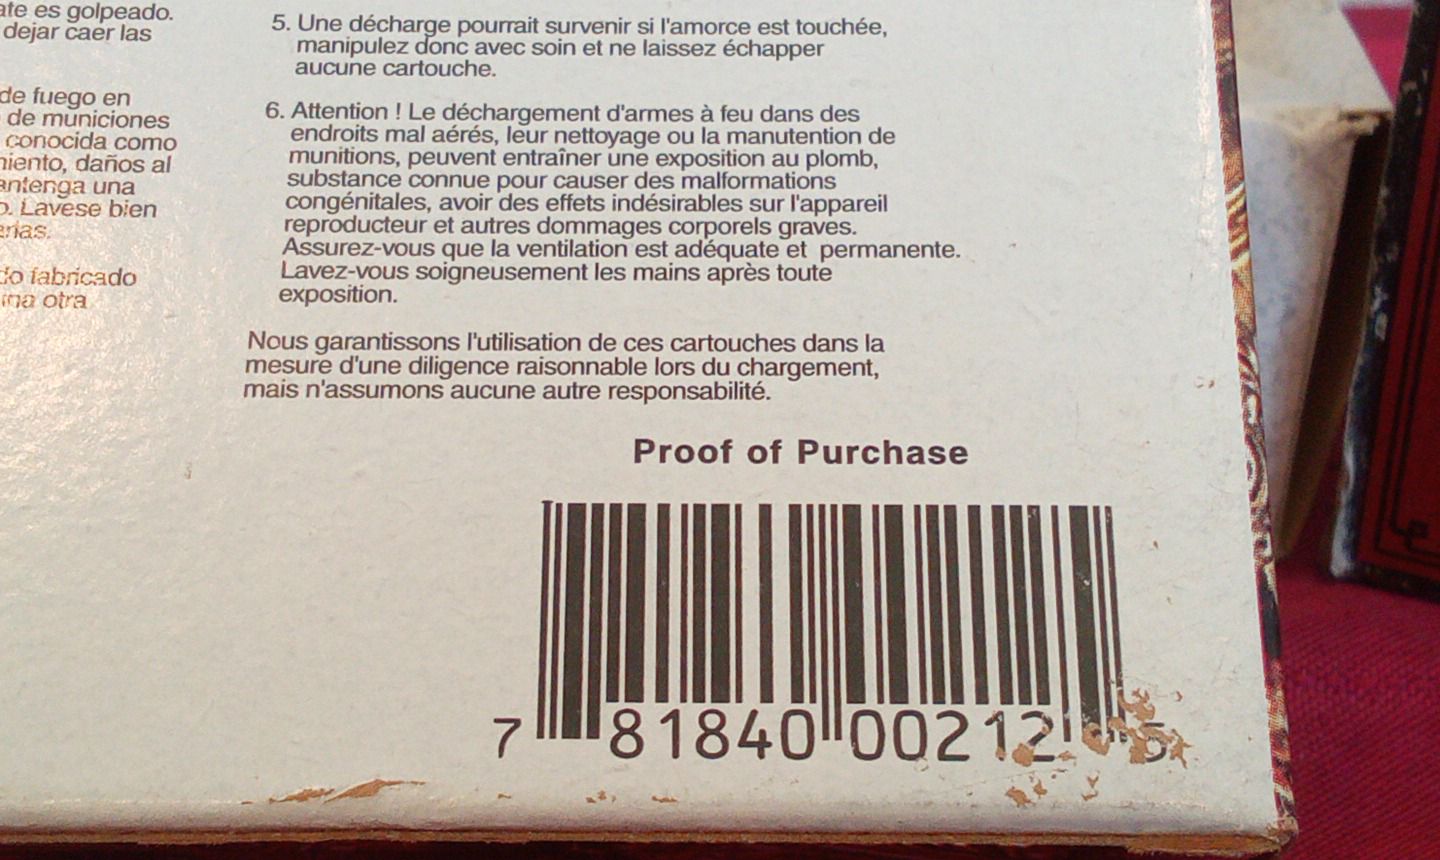 ate es golpeado.
dejar caer las
de fuego en
de municiones
conocida como
miento, daños al
antenga una
o. Lavese bien
erias.
do fabricado
una otra
5. Une décharge pourrait survenir si l'amorce est touchée,
manipulez donc avec soin et ne laissez échapper
aucune cartouche.
6. Attention ! Le déchargement d'armes à feu dans des
endroits mal aérés, leur nettoyage ou la manutention de
munitions, peuvent entraîner une exposition au plomb,
substance connue pour causer des malformations
congénitales, avoir des effets indésirables sur l'appareil
reproducteur et autres dommages corporels graves.
Assurez-vous que la ventilation est adéquate et permanente.
Lavez-vous soigneusement les mains après toute
exposition.
Nous garantissons l'utilisation de ces cartouches dans la
mesure d'une diligence raisonnable lors du chargement,
mais n'assumons aucune autre responsabilité.
Proof of Purchase
7 81840 00212 5